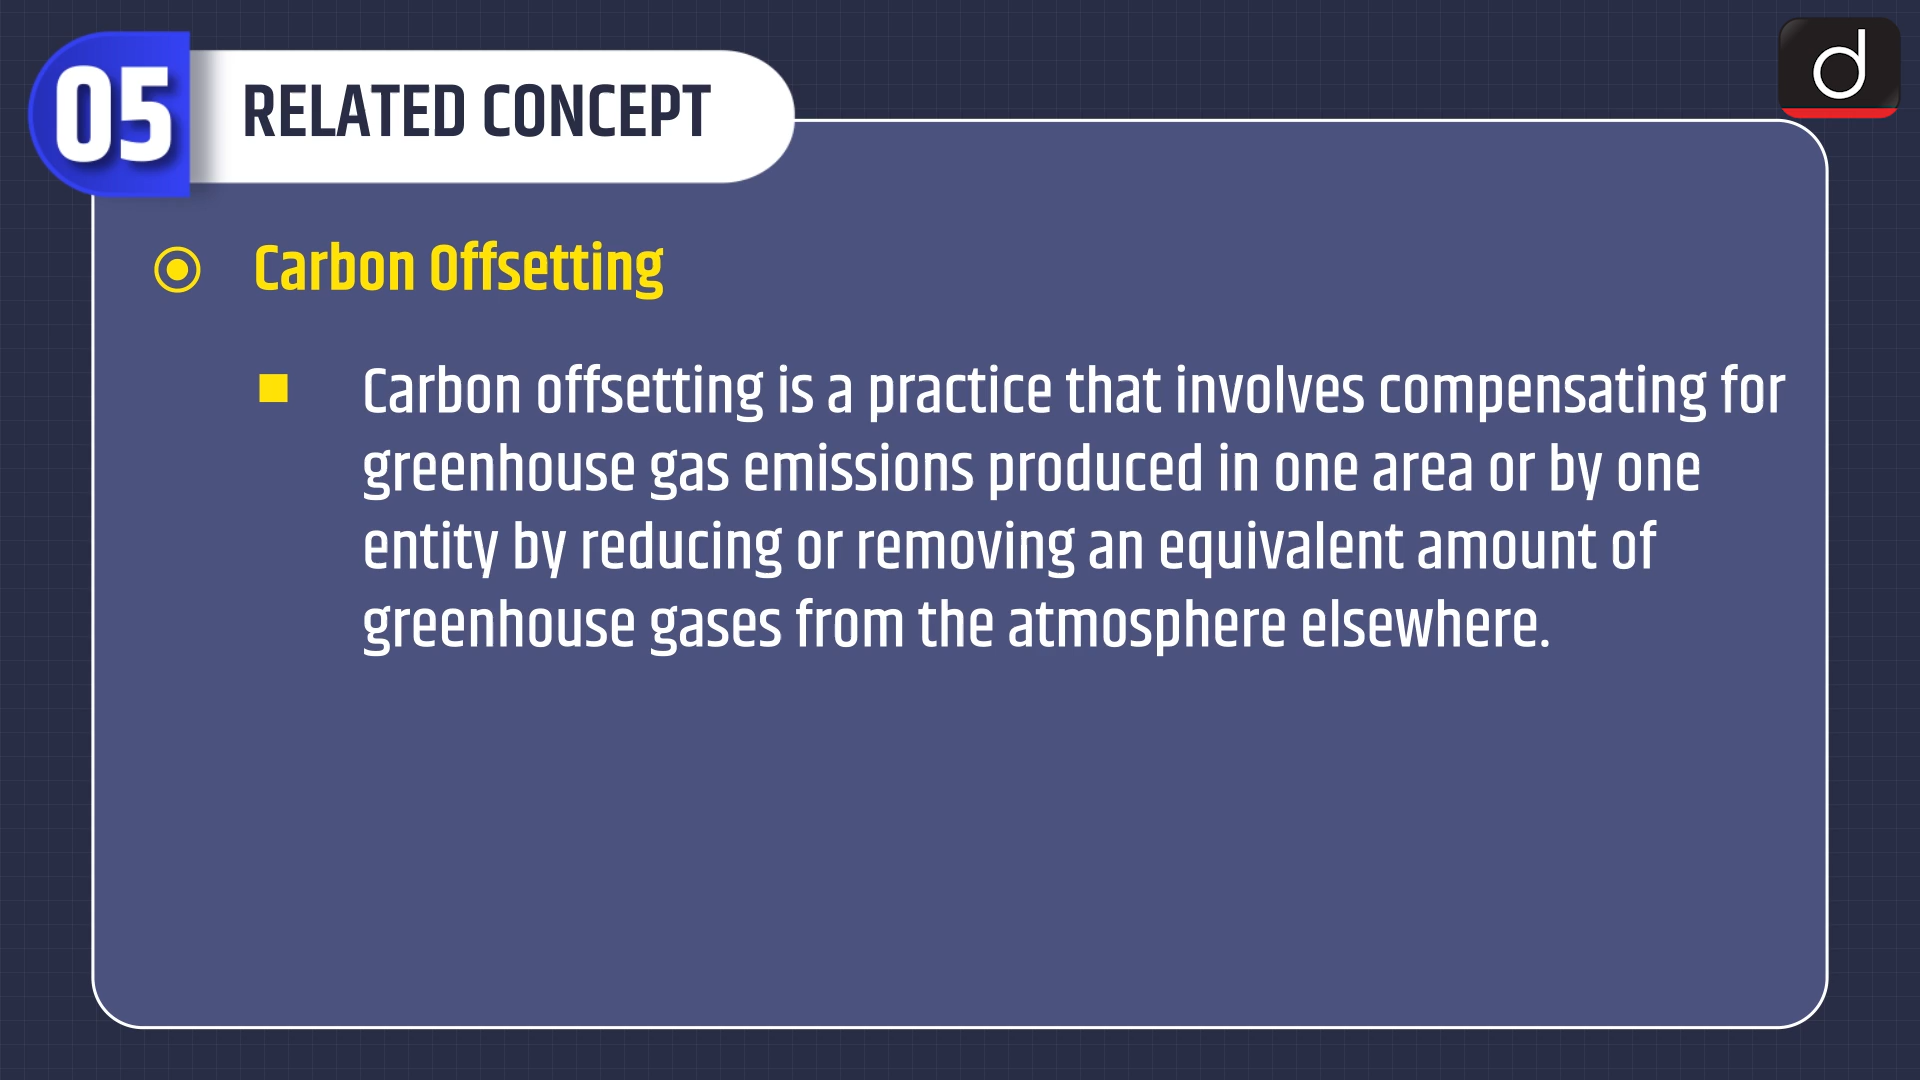 05
RELATED CONCEPT
d
Carbon Offsetting
Carbon offsetting is a practice that involves compensating for
greenhouse gas emissions produced in one area or by one
entity by reducing or removing an equivalent amount of
greenhouse gases from the atmosphere elsewhere.